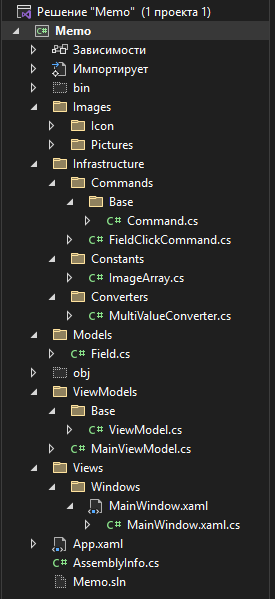 Решение "Memo" (1 проекта 1)
Memo
Зависимости
Импортирует
bin
Images
Icon
Pictures
Infrastructure
Commands
Base
C# Command.cs
C# FieldClickCommand.cs
Constants
C# ImageArray.cs
Converters
C# MultiValueConverter.cs
Models
C# Field.cs
obj
ViewModels
Base
C# ViewModel.cs
C# MainViewModel.cs
Views
Windows
MainWindow.xaml
C# MainWindow.xaml.cs
App.xaml
C# AssemblyInfo.cs
Memo.sln